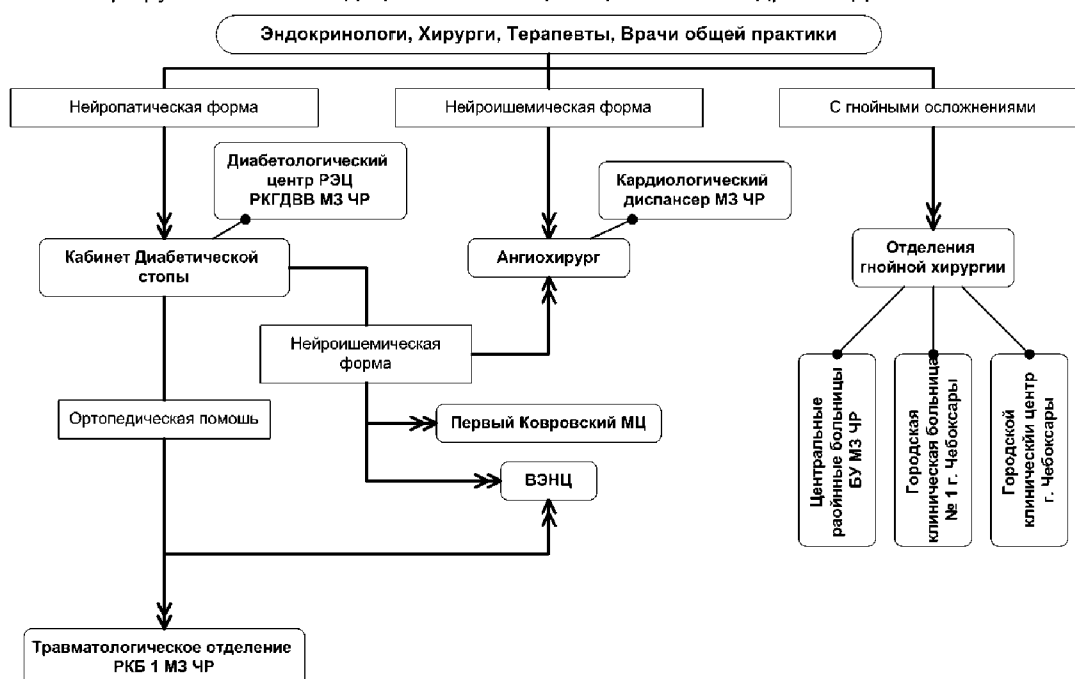 Эндокринологи, Хирурги, Терапевты, Врачи общей практики
Нейропатическая форма
Нейроишемическая форма
С гнойными осложнениями
Диабетологический
центр РЭЦ
РКГДВВ МЗ ЧР
Кардиологический
диспансер МЗ ЧР
Кабинет Диабетической
стопы
Ангиохирург
Отделения
гнойной хирургии
Нейроишемическая
форма
Ортопедическая помошь
Первый Ковровский МЦ
ВЭНЦ
Центральные
раойнные больницы
БУ МЗ ЧР
Городская
клиническая больница
№ 1 г. Чебоксары
Городской
клинический центр
г. Чебоксары
Травматологическое отделение
РКБ 1 МЗ ЧР